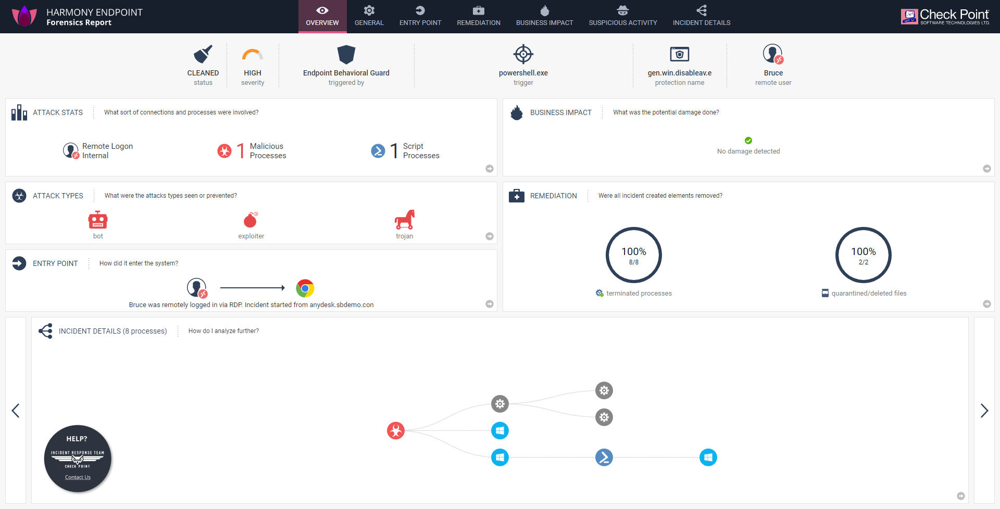 HARMONY ENDPOINT
Forensics Report
OVERVIEW
GENERAL
ENTRY POINT
REMEDIATION
BUSINESS IMPACT
SUSPICIOUS ACTIVITY
INCIDENT DETAILS
Check Point
SOFTWARE TECHNOLOGIES LTD.
CLEANED
status
HIGH
severity
Endpoint Behavioral Guard
triggered by
powershell.exe
trigger
gen.win.disableav.e
protection name
Bruce
remote user
ATTACK STATS
What sort of connections and processes were involved?
Remote Logon
Internal
1 Malicious
Processes
1 Script
Processes
BUSINESS IMPACT
What was the potential damage done?
No damage detected
ATTACK TYPES
What were the attacks types seen or prevented?
bot
exploiter
trojan
REMEDIATION
Were all incident created elements removed?
100%
8/8
terminated processes
100%
2/2
quarantined/deleted files
ENTRY POINT
How did it enter the system?
Bruce was remotely logged in via RDP. Incident started from anydesk.sbdemo.con
INCIDENT DETAILS (8 processes)
How do I analyze further?
HELP?
INCIDENT RESPONSE TEAM
CHECK POINT
Contact Us